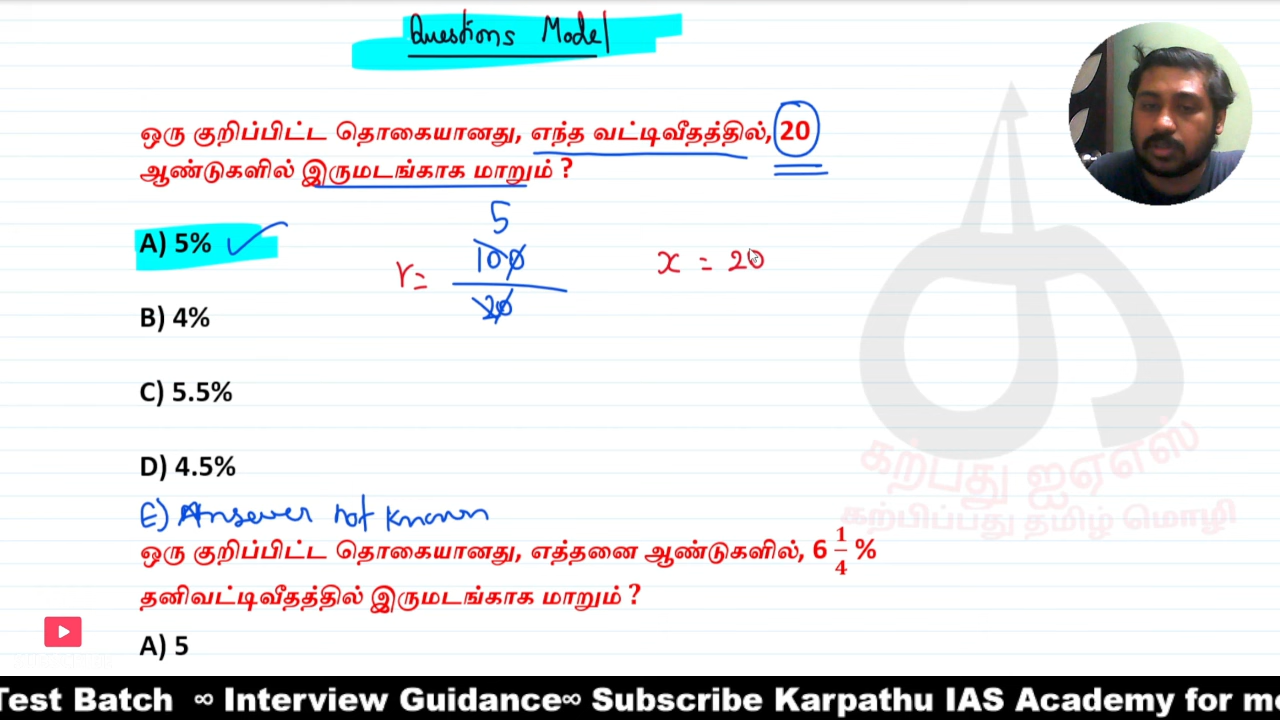 Questions Model
ஒரு குறிப்பிட்ட தொகையானது, எந்த வட்டிவீதத்தில், 20
ஆண்டுகளில் இருமடங்காக மாறும் ?
A) 5%
5
r = 100
20
x = 20
B) 4%
C) 5.5%
D) 4.5%
E) Answer not known
ஒரு குறிப்பிட்ட தொகையானது, எத்தனை ஆண்டுகளில், 6 1/4 %
தனிவட்டிவீதத்தில் இருமடங்காக மாறும் ?
A) 5
கற்பது ஐஏஎஸ்
கற்பிப்பது தமிழ் மொழி
Test Batch ∞ Interview Guidance∞ Subscribe Karpathu IAS Academy for mo